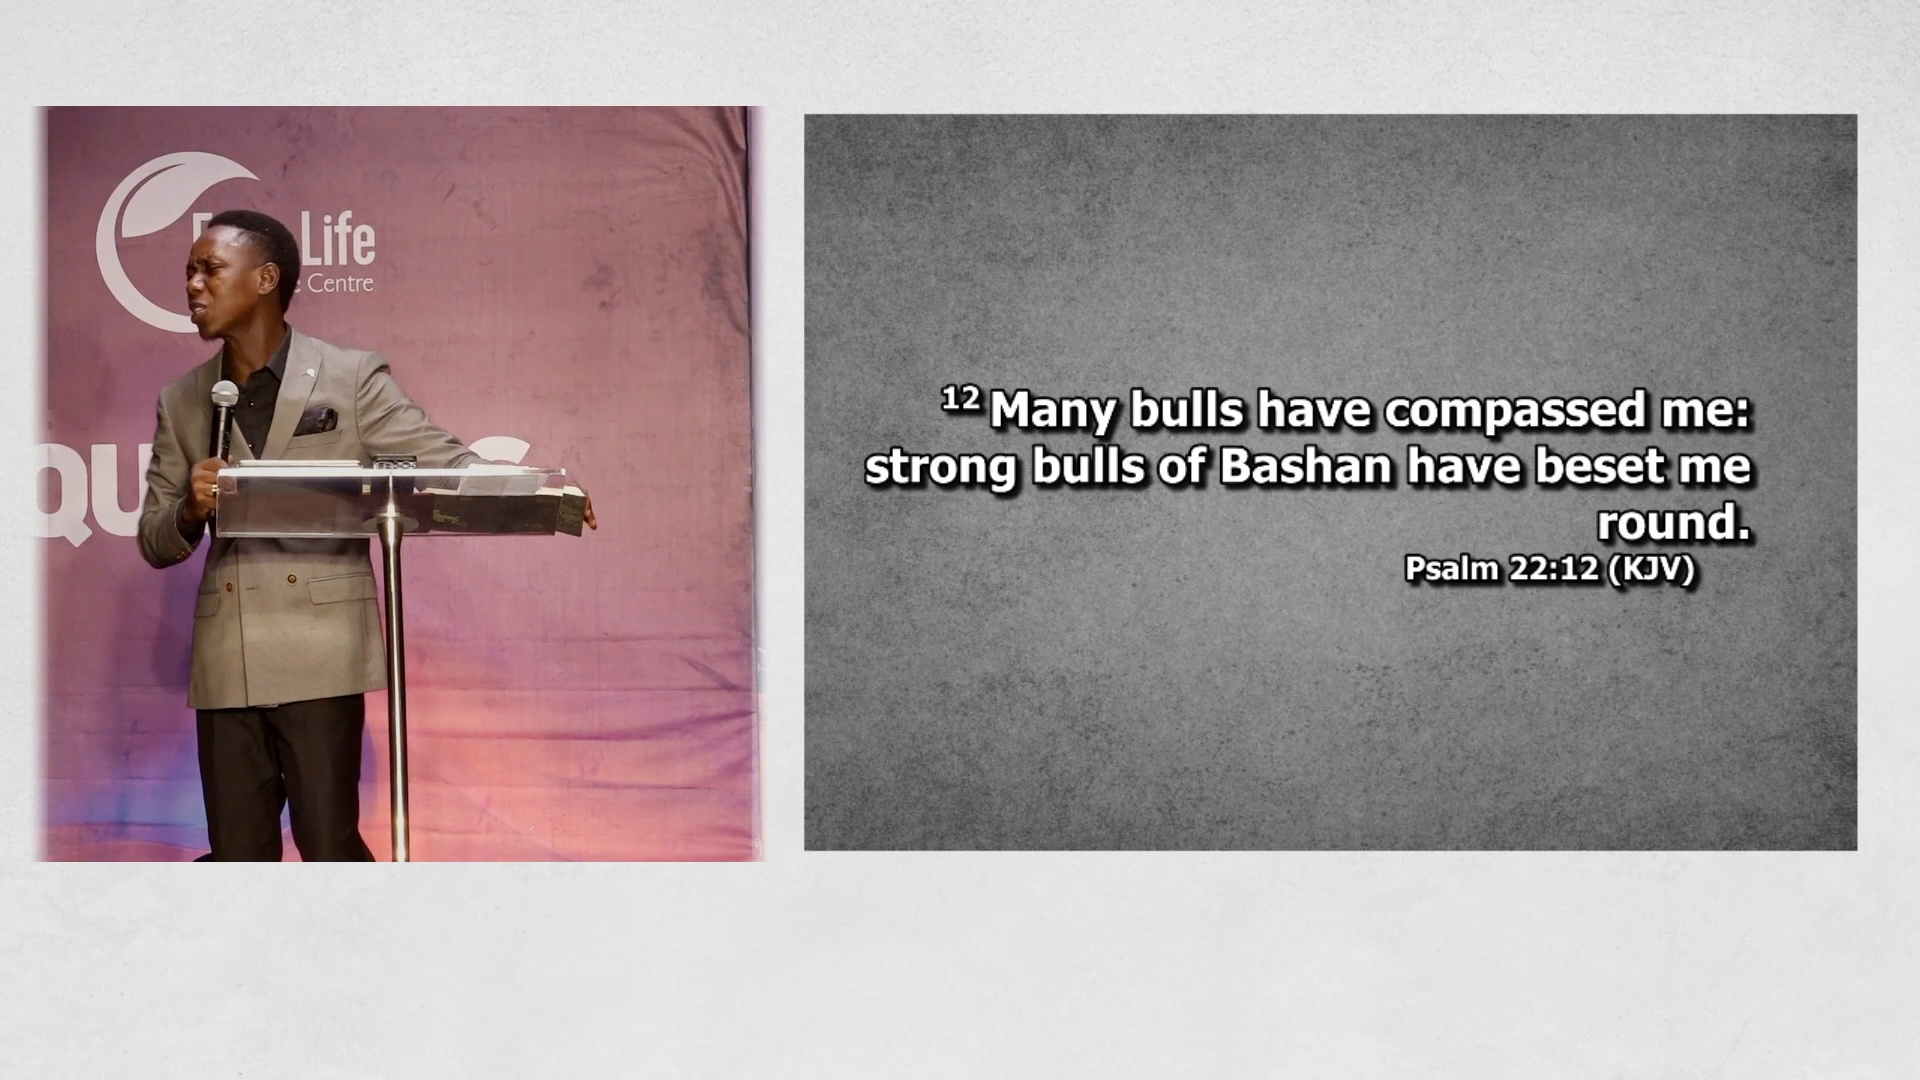 Life
Centre
QU
12 Many bulls have compassed me:
strong bulls of Bashan have beset me
round.
Psalm 22:12 (KJV)